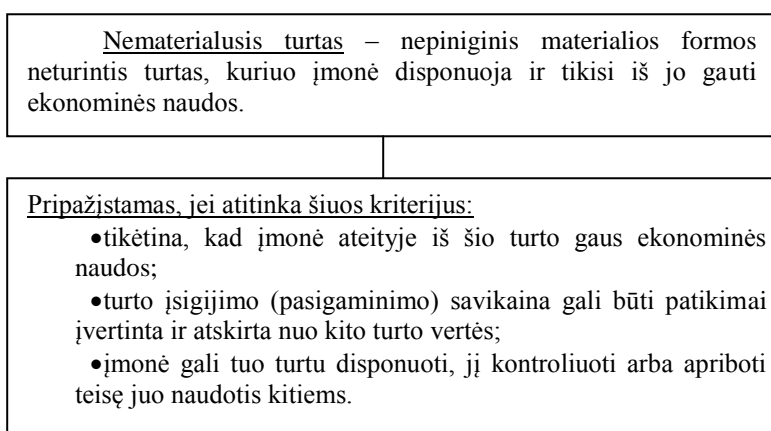 Nematerialusis turtas – nepiniginis materialios formos
neturintis turtas, kuriuo įmonė disponuoja ir tikisi iš jo gauti
ekonominės naudos.
Pripažįstamas, jei atitinka šiuos kriterijus:
•tikėtina, kad įmonė ateityje iš šio turto gaus ekonominės
naudos;
•turto įsigijimo (pasigaminimo) savikaina gali būti patikimai
įvertinta ir atskirta nuo kito turto vertės;
•įmonė gali tuo turtu disponuoti, jį kontroliuoti arba apriboti
teisę juo naudotis kitiems.